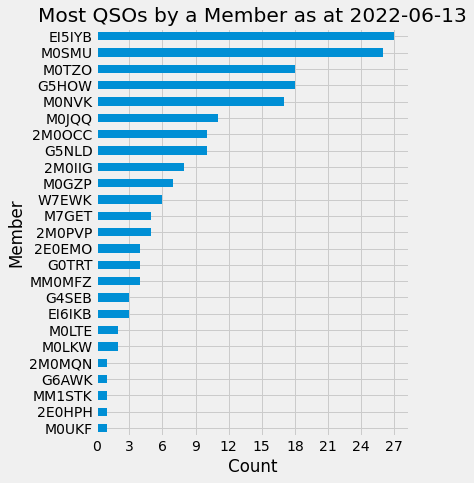 Most QSOs by a Member as at 2022-06-13
EI5IYB
M0SMU
M0TZO
G5HOW
M0NVK
M0JQQ
2M0OCC
G5NLD
2M0IIG
M0GZP
W7EWK
M7GET
2M0PVP
2E0EMO
G0TRT
MM0MFZ
G4SEB
EI6IKB
M0LTE
M0LKW
2M0MQN
G6AWK
MM1STK
2E0HPH
M0UKF
Member
0 3 6 9 12 15 18 21 24 27
Count